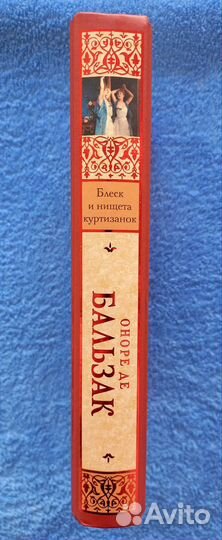 Блеск
и нищета
куртизанок
ОНОРЕ ДЕ
БАЛЬЗАК
Avito